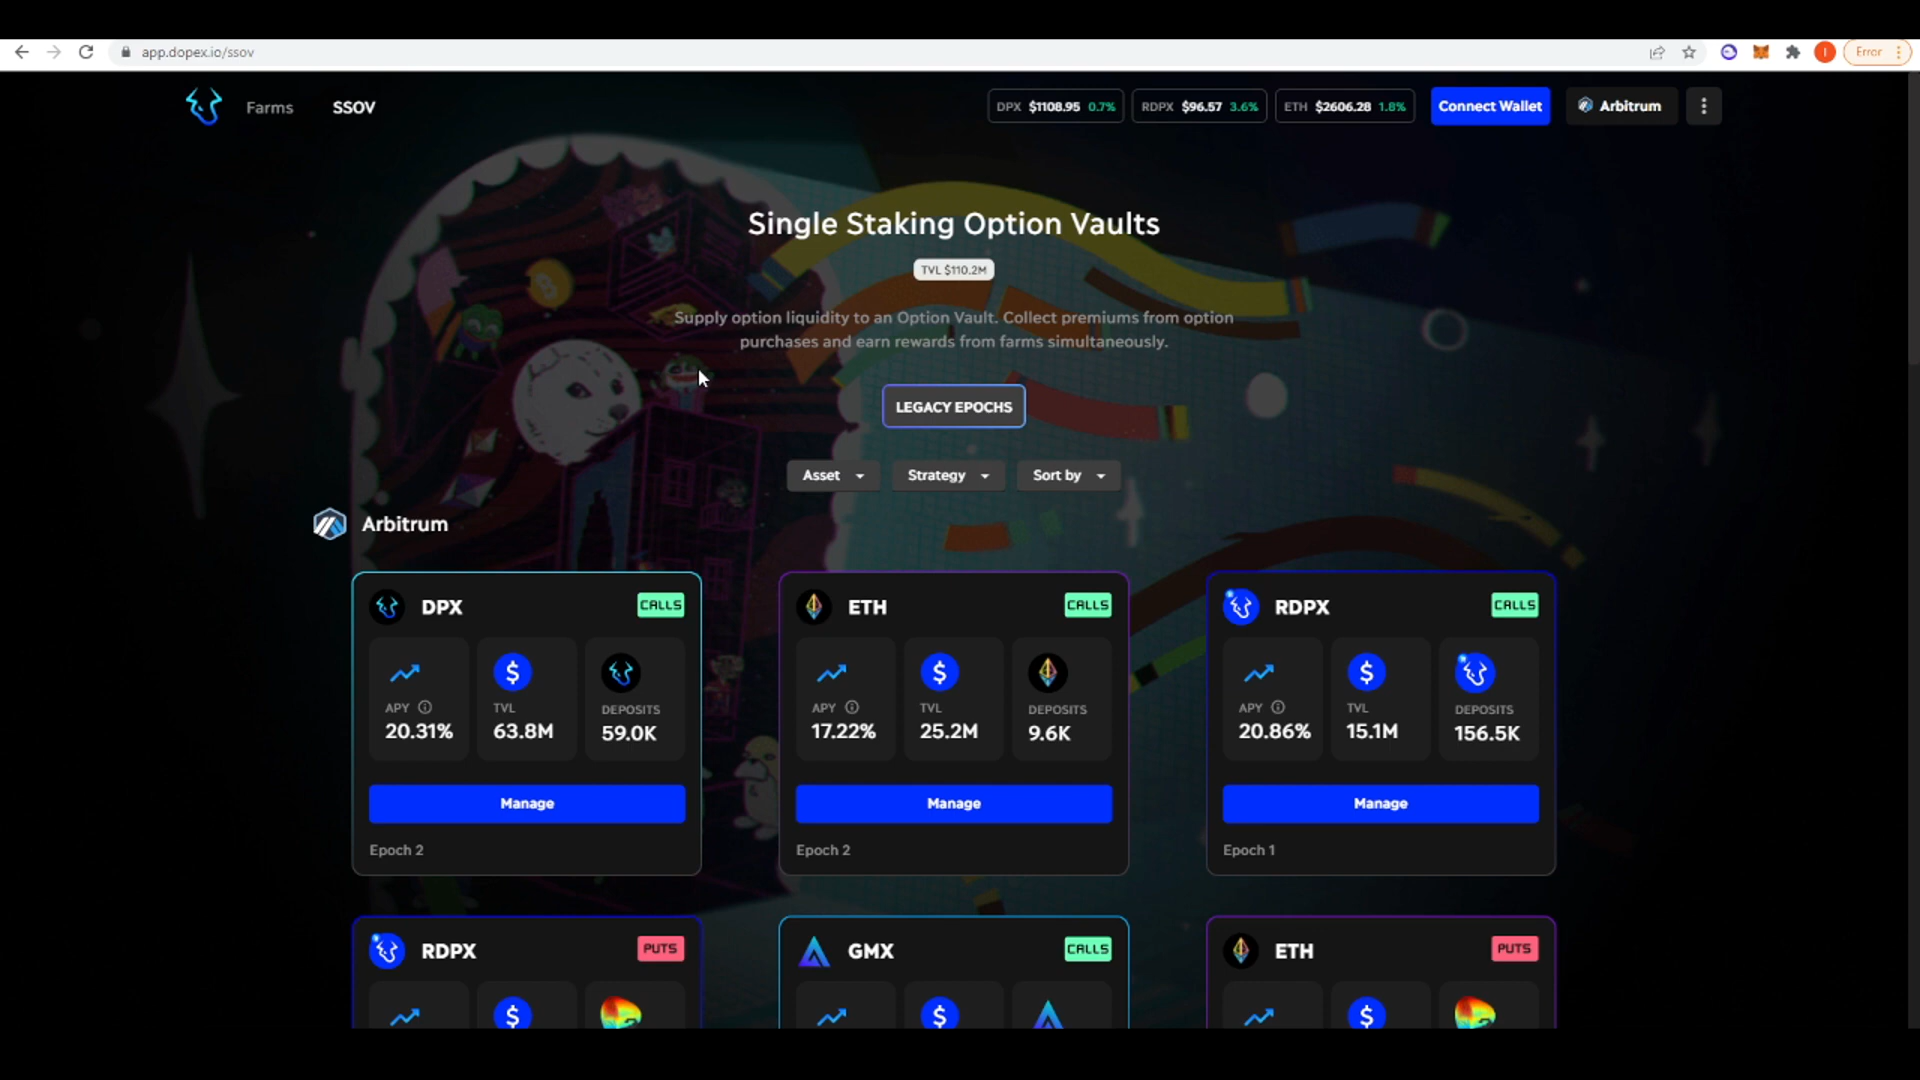 app.dopex.io/ssov
Error
Farms
SSOV
DPX $1108.95 0.7%
RDPX $96.57 3.6%
ETH $2606.28 1.8%
Connect Wallet
Arbitrum
Single Staking Option Vaults
TVL $110.2M
Supply option liquidity to an Option Vault. Collect premiums from option
purchases and earn rewards from farms simultaneously.
LEGACY EPOCHS
Asset
Strategy
Sort by
Arbitrum
DPX
CALLS
APY
20.31%
TVL
63.8M
DEPOSITS
59.0K
Manage
Epoch 2
ETH
CALLS
APY
17.22%
TVL
25.2M
DEPOSITS
9.6K
Manage
Epoch 2
RDPX
CALLS
APY
20.86%
TVL
15.1M
DEPOSITS
156.5K
Manage
Epoch 1
RDPX
PUTS
GMX
CALLS
ETH
PUTS